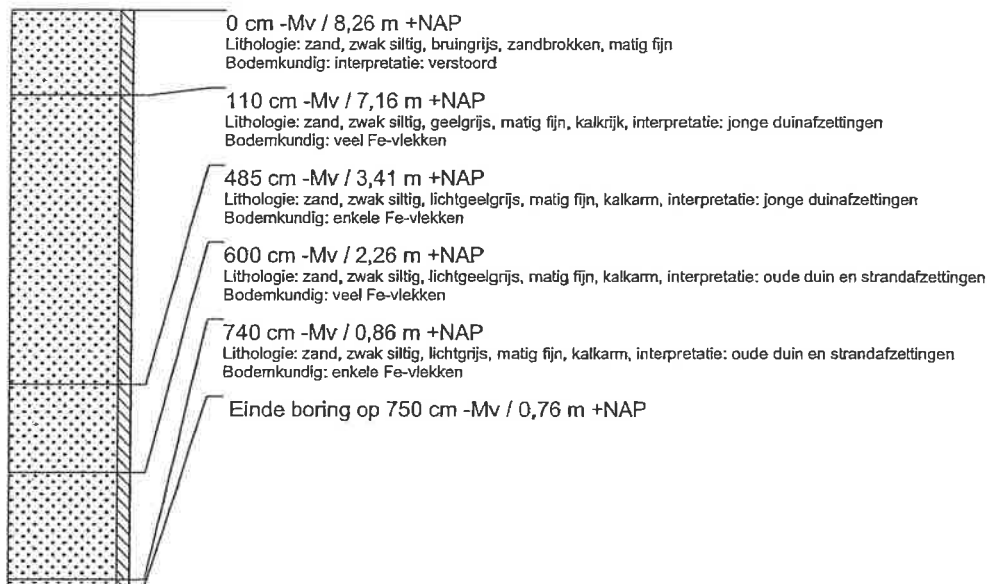 0 cm -Mv / 8,26 m +NAP
Lithologie: zand, zwak siltig, bruingrijs, zandbrokken, matig fijn
Bodemkundig: interpretatie: verstoord
110 cm -Mv / 7,16 m +NAP
Lithologie: zand, zwak siltig, geelgrijs, matig fijn, kalkrijk, interpretatie: jonge duinafzettingen
Bodemkundig: veel Fe-vlekken
485 cm -Mv / 3,41 m +NAP
Lithologie: zand, zwak siltig, lichtgeelgrijs, matig fijn, kalkarm, interpretatie: jonge duinafzettingen
Bodemkundig: enkele Fe-vlekken
600 cm -Mv / 2,26 m +NAP
Lithologie: zand, zwak siltig, lichtgeelgrijs, matig fijn, kalkarm, interpretatie: oude duin en strandafzettingen
Bodemkundig: veel Fe-vlekken
740 cm -Mv / 0,86 m +NAP
Lithologie: zand, zwak siltig, lichtgrijs, matig fijn, kalkarm, interpretatie: oude duin en strandafzettingen
Bodemkundig: enkele Fe-vlekken
Einde boring op 750 cm -Mv / 0,76 m +NAP